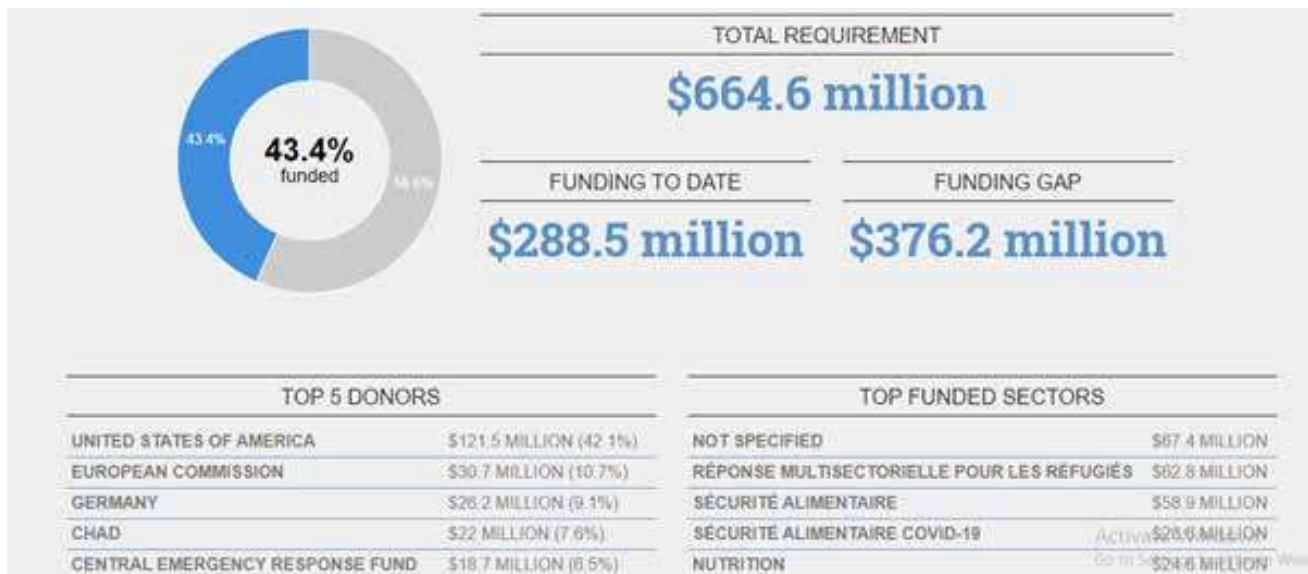 TOTAL REQUIREMENT
$664.6 million
43.4%
43.4%
funded
56.6%
FUNDING TO DATE
FUNDING GAP
$288.5 million
$376.2 million
TOP 5 DONORS
UNITED STATES OF AMERICA $121.5 MILLION (42.1%)
EUROPEAN COMMISSION $30.7 MILLION (10.7%)
GERMANY $26.2 MILLION (9.1%)
CHAD $22 MILLION (7.6%)
CENTRAL EMERGENCY RESPONSE FUND $18.7 MILLION (6.5%)
TOP FUNDED SECTORS
NOT SPECIFIED $67.4 MILLION
RÉPONSE MULTISECTORIELLE POUR LES RÉFUGIÉS $62.8 MILLION
SÉCURITÉ ALIMENTAIRE $58.9 MILLION
SÉCURITÉ ALIMENTAIRE COVID-19 $28.6 MILLION
NUTRITION $24.6 MILLION